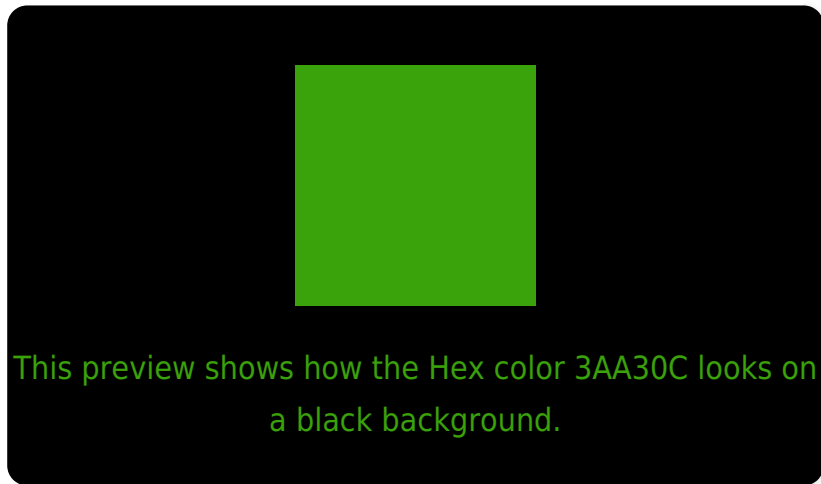 This preview shows how the Hex color 3AA30C looks on
a black background.